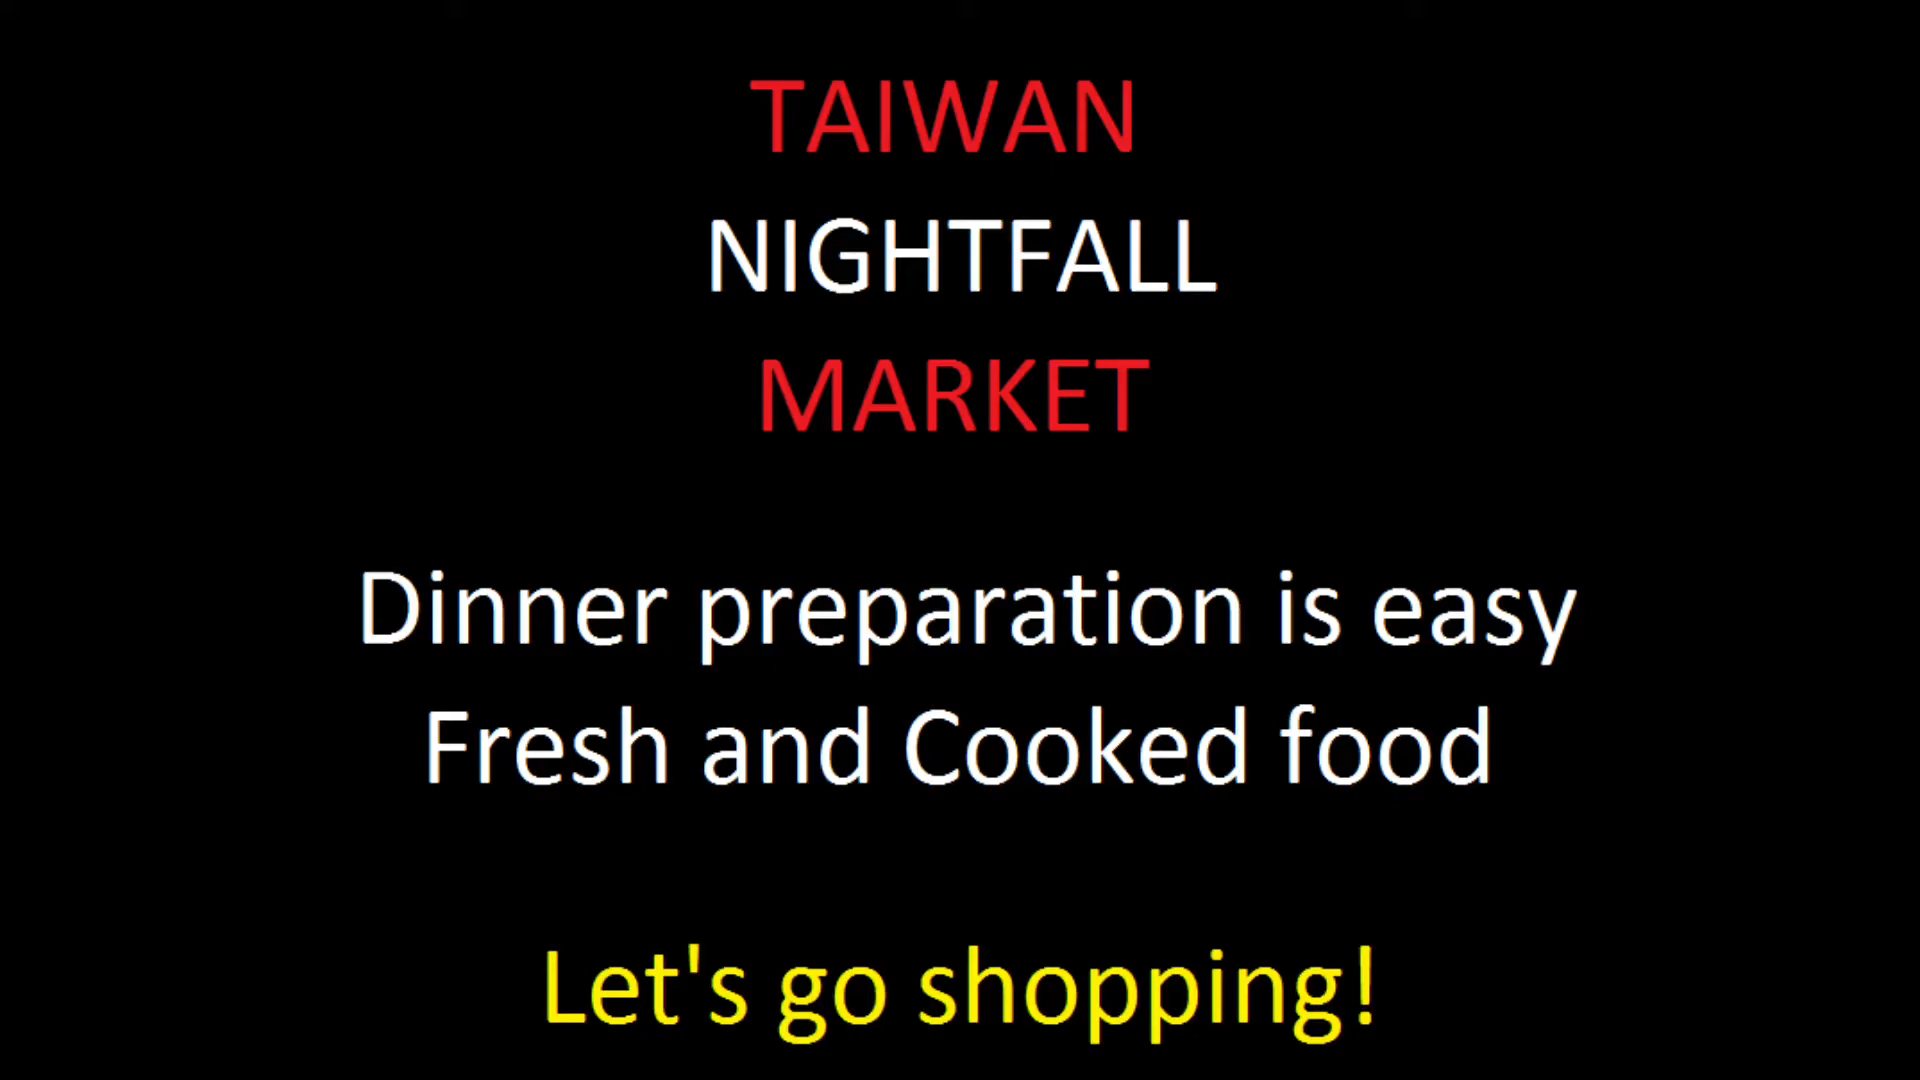 TAIWAN
NIGHTFALL
MARKET
Dinner preparation is easy
Fresh and Cooked food
Let's go shopping!